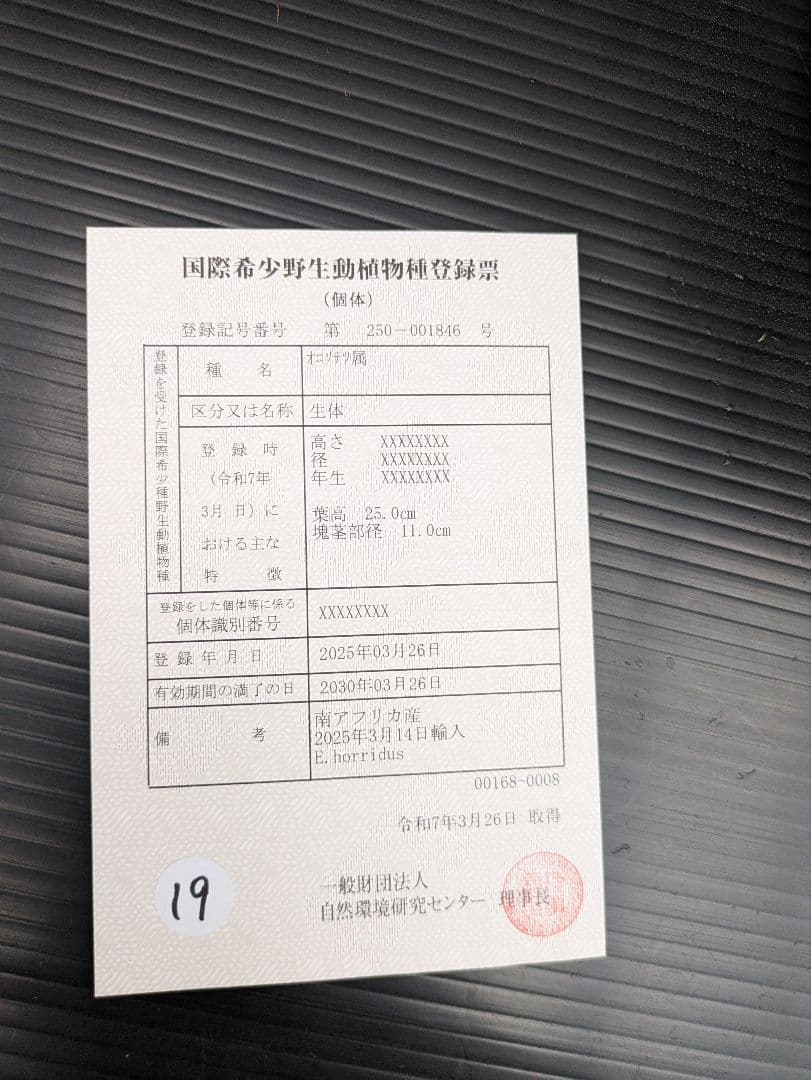 国際希少野生動植物種登録票
(個体)
登録記号番号 第 250-001846 号
登録を受けた国際希少種野生動植物種
種 名 オニソテツ属
区分又は名称 生体
登録時
(令和7年
3月 日)に
おける主な
特 徴
高さ XXXXXXXX
径 XXXXXXXX
年生 XXXXXXXX
葉高 25.0cm
塊茎部径 11.0cm
登録をした個体等に係る
個体識別番号 XXXXXXXX
登録年月日 2025年03月26日
有効期間の満了の日 2030年03月26日
備 考
南アフリカ産
2025年3月14日輸入
E.horridus
00168-0008
令和7年3月26日 取得
一般財団法人
自然環境研究センター 理事長
19